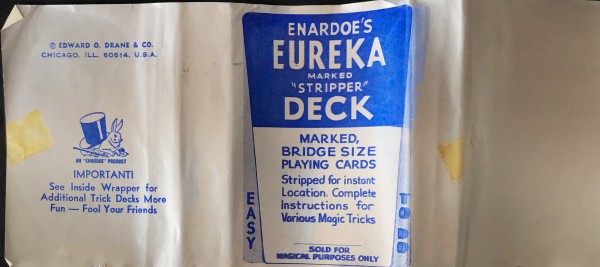 © EDWARD O. DRANE & CO.
CHICAGO, ILL. 60614, U.S.A.
AN "ENARDOE" PRODUCT
IMPORTANT!
See Inside Wrapper for
Additional Trick Decks More
Fun — Fool Your Friends
ENARDOE'S
EUREKA
MARKED
"STRIPPER"
DECK
MARKED,
BRIDGE SIZE
PLAYING CARDS
Stripped for instant
Location. Complete
Instructions for
Various Magic Tricks
EASY
TO DO
SOLD FOR
MAGICAL PURPOSES ONLY